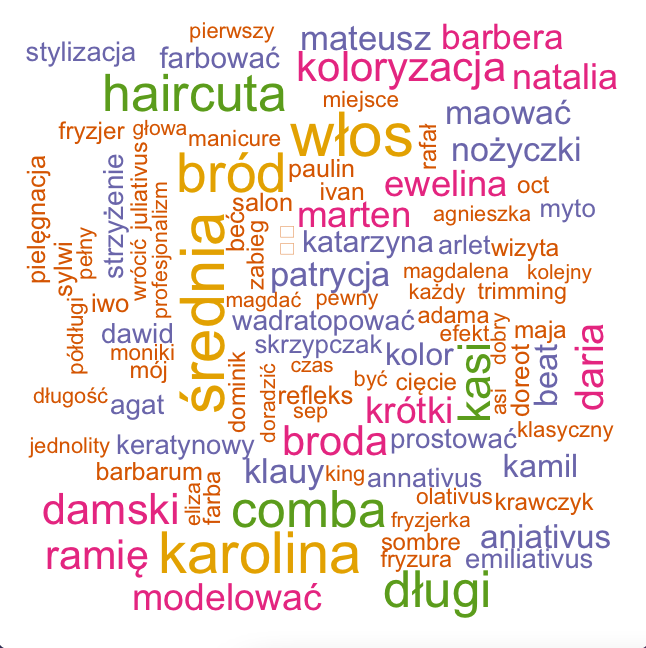 pierwszy
mateusz
barbera
stylizacja
farbować
koloryzacja
natalia
haircuta
miejsce
maować
fryzjer
głowa
manicure
włos
rafał
nożyczki
pielęgnacja
strzyżenie
juliativus
bród
paulin
ewelina
oct
profesjonalizm
ivan
salon
marten
agnieszka
myto
sylwi
pełny
wrócić
beć
zabieg
katarzyna
arlet
wizyta
średnia
patrycja
magdalena
kolejny
iwo
magdać
pewny
każdy
trimming
półdługi
dawid
wadratopować
adama
efekt
dobry
maja
moniki
skrzypczak
kolor
kasi
daria
mój
dominik
doradzić
czas
być
cięcie
asi
doreot
beat
długość
agat
refleks
sep
krótki
klasyczny
jednolity
keratynowy
broda
prostować
barbarum
klauy
king
annativus
kamil
eliza
farba
olativus
krawczyk
damski
comba
fryzjerka
ramię
karolina
sombre
aniativus
fryzura
emiliativus
modelować
długi